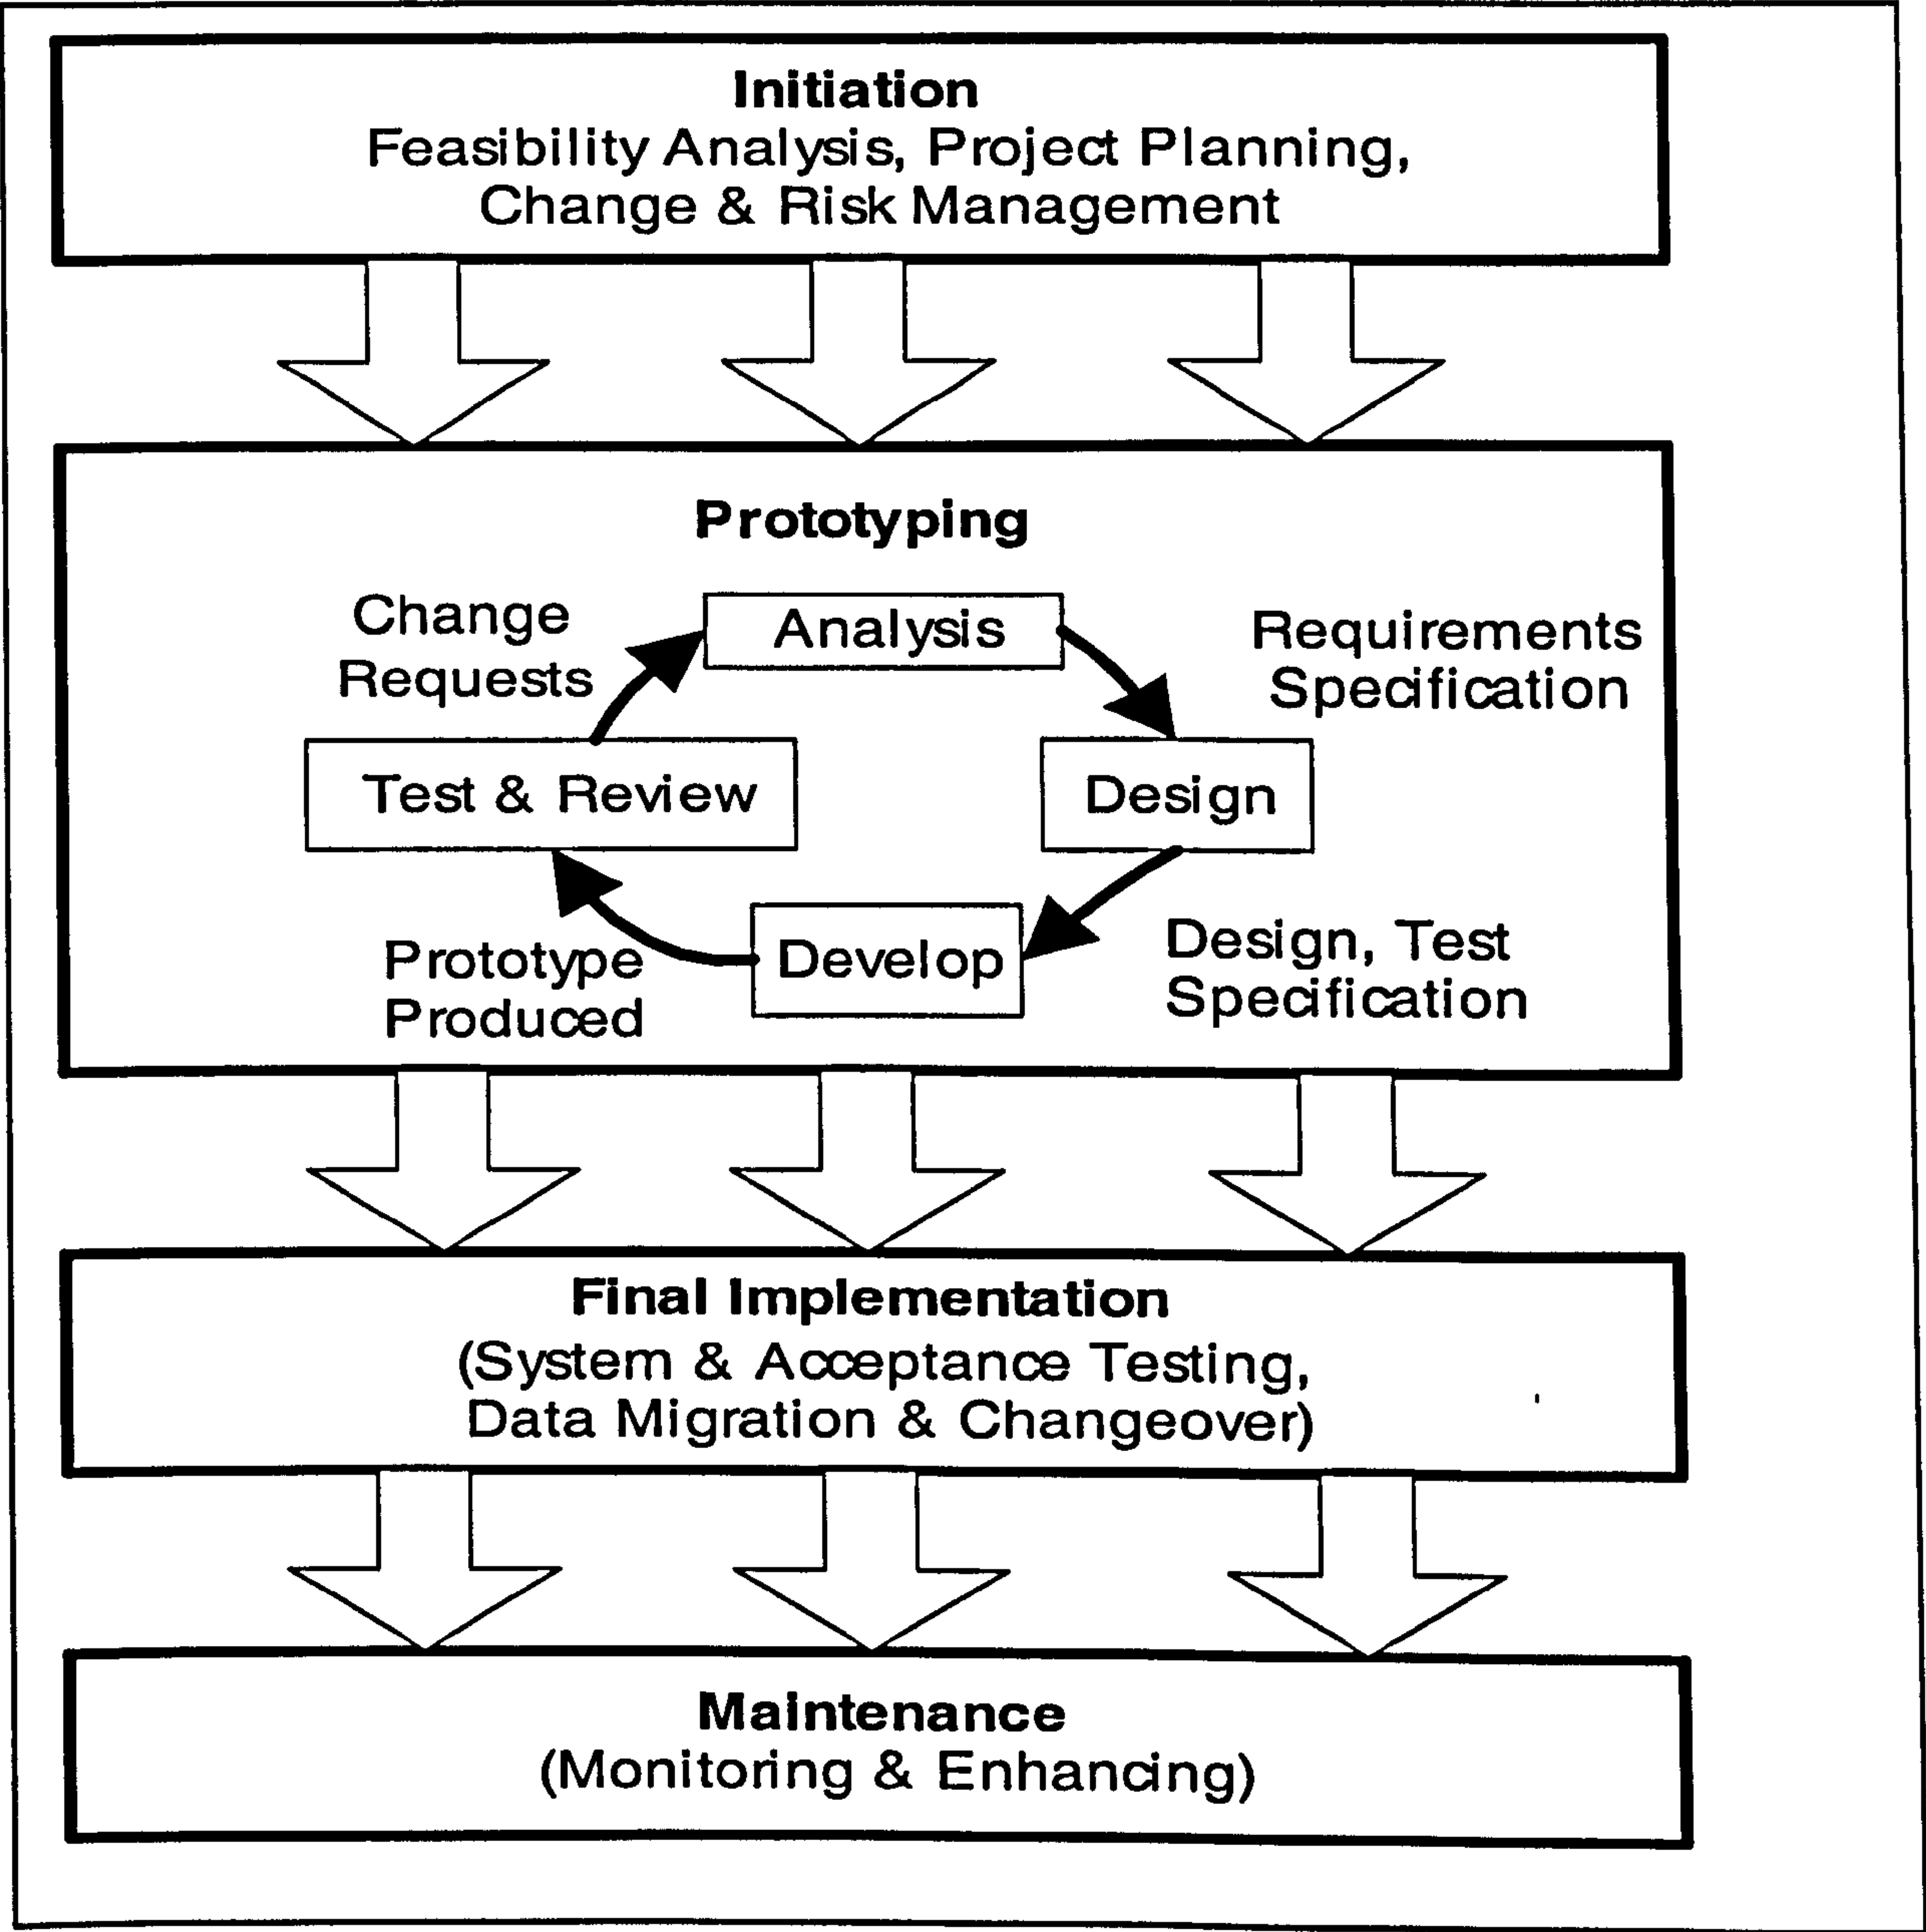 Initiation
Feasibility Analysis, Project Planning,
Change & Risk Management
Prototyping
Change
Requests
Analysis
Requirements
Specification
Test & Review
Design
Prototype
Produced
Develop
Design, Test
Specification
Final Implementation
(System & Acceptance Testing,
Data Migration & Changeover)
Maintenance
(Monitoring & Enhancing)